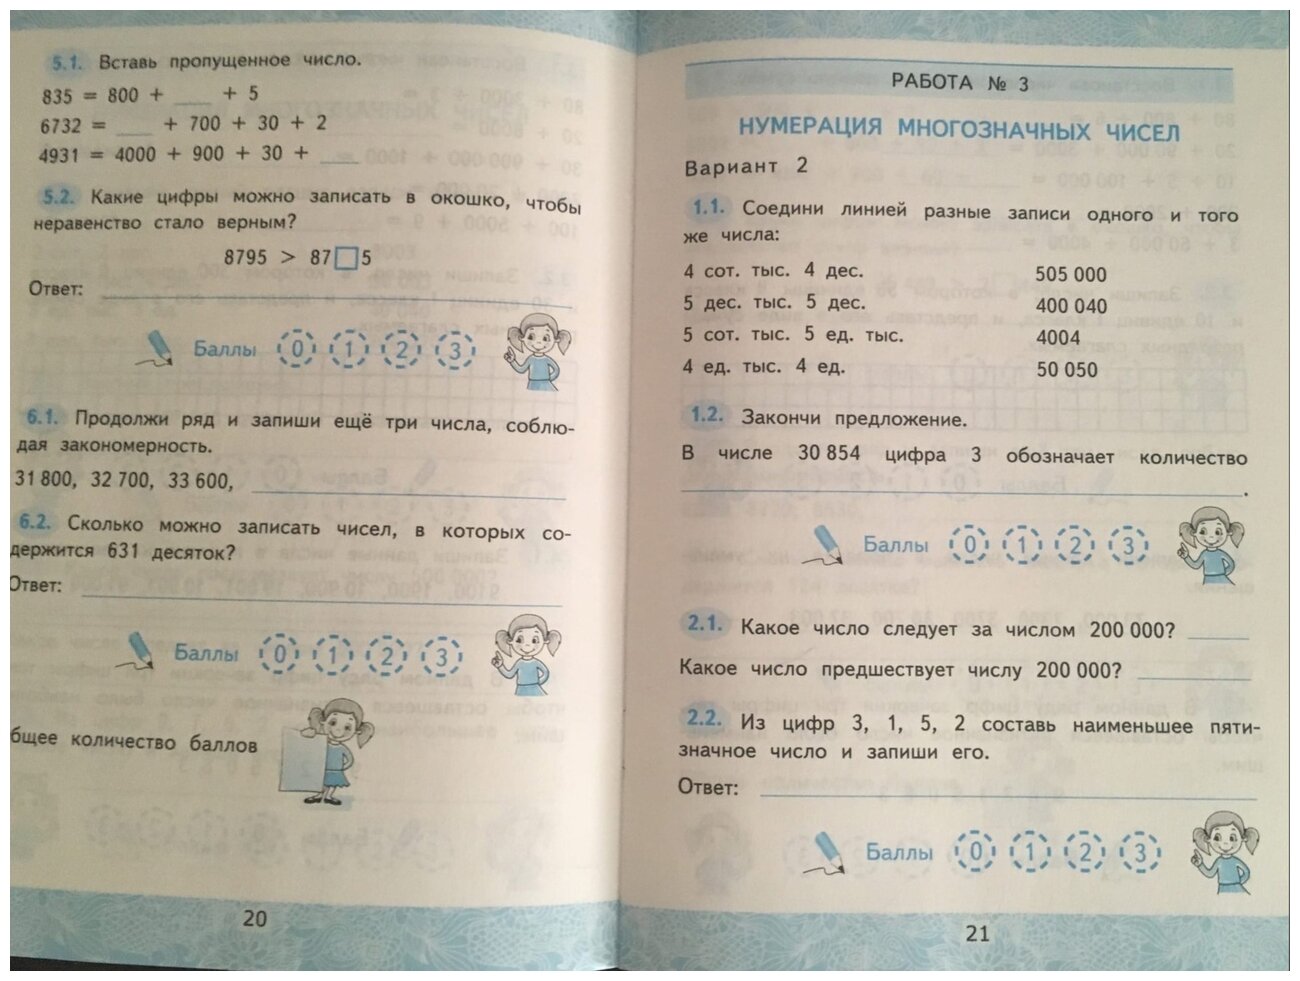 5.1. Вставь пропущенное число.
835 = 800 + ___ + 5
6732 = ___ + 700 + 30 + 2
4931 = 4000 + 900 + 30 + ___
5.2. Какие цифры можно записать в окошко, чтобы
неравенство стало верным?
8795 > 87□5
Ответ:
Баллы 0 1 2 3
6.1. Продолжи ряд и запиши ещё три числа, соблю-
дая закономерность.
31 800, 32 700, 33 600,
6.2. Сколько можно записать чисел, в которых со-
держится 631 десяток?
Ответ:
Баллы 0 1 2 3
бщее количество баллов
20
РАБОТА № 3
НУМЕРАЦИЯ МНОГОЗНАЧНЫХ ЧИСЕЛ
Вариант 2
1.1. Соедини линией разные записи одного и того
же числа:
4 сот. тыс. 4 дес. 505 000
5 дес. тыс. 5 дес. 400 040
5 сот. тыс. 5 ед. тыс. 4004
4 ед. тыс. 4 ед. 50 050
1.2. Закончи предложение.
В числе 30 854 цифра 3 обозначает количество
.
Баллы 0 1 2 3
2.1. Какое число следует за числом 200 000?
Какое число предшествует числу 200 000?
2.2. Из цифр 3, 1, 5, 2 составь наименьшее пяти-
значное число и запиши его.
Ответ:
Баллы 0 1 2 3
21